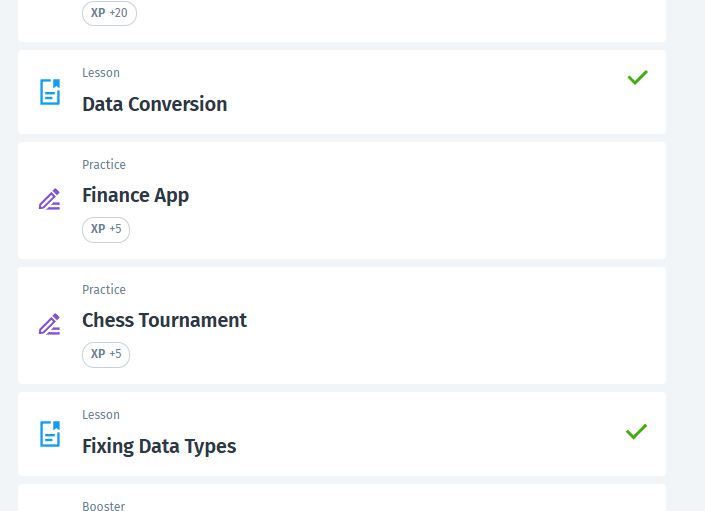 XP +20
Lesson
Data Conversion
Practice
Finance App
XP +5
Practice
Chess Tournament
XP +5
Lesson
Fixing Data Types
Booster